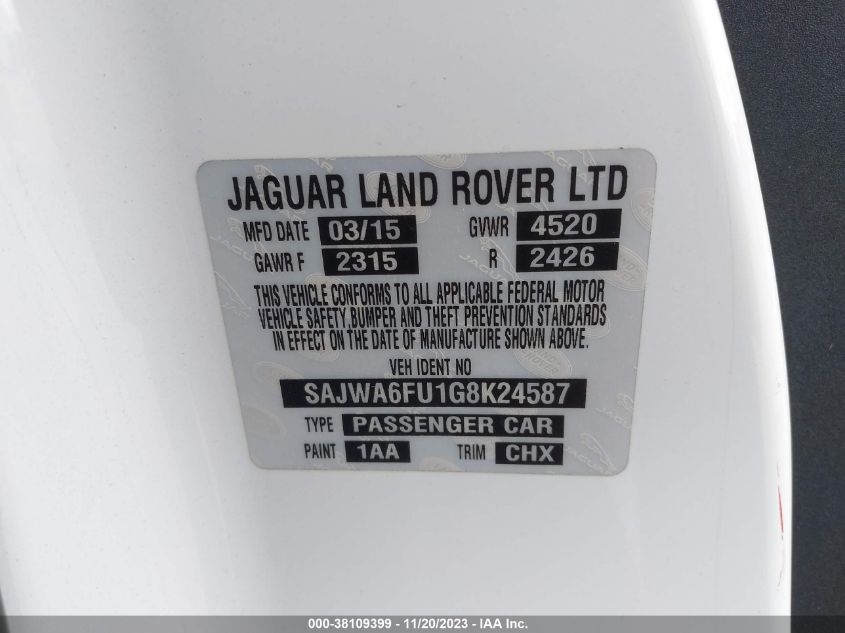 JAGUAR LAND ROVER LTD
MFD DATE 03/15 GVWR 4520
GAWR F 2315 R 2426
THIS VEHICLE CONFORMS TO ALL APPLICABLE FEDERAL MOTOR
VEHICLE SAFETY,BUMPER AND THEFT PREVENTION STANDARDS
IN EFFECT ON THE DATE OF MANUFACTURE SHOWN ABOVE.
VEH IDENT NO
SAJWA6FU1G8K24587
TYPE PASSENGER CAR
PAINT 1AA TRIM CHX
000-38109399 - 11/20/2023 - IAA Inc.